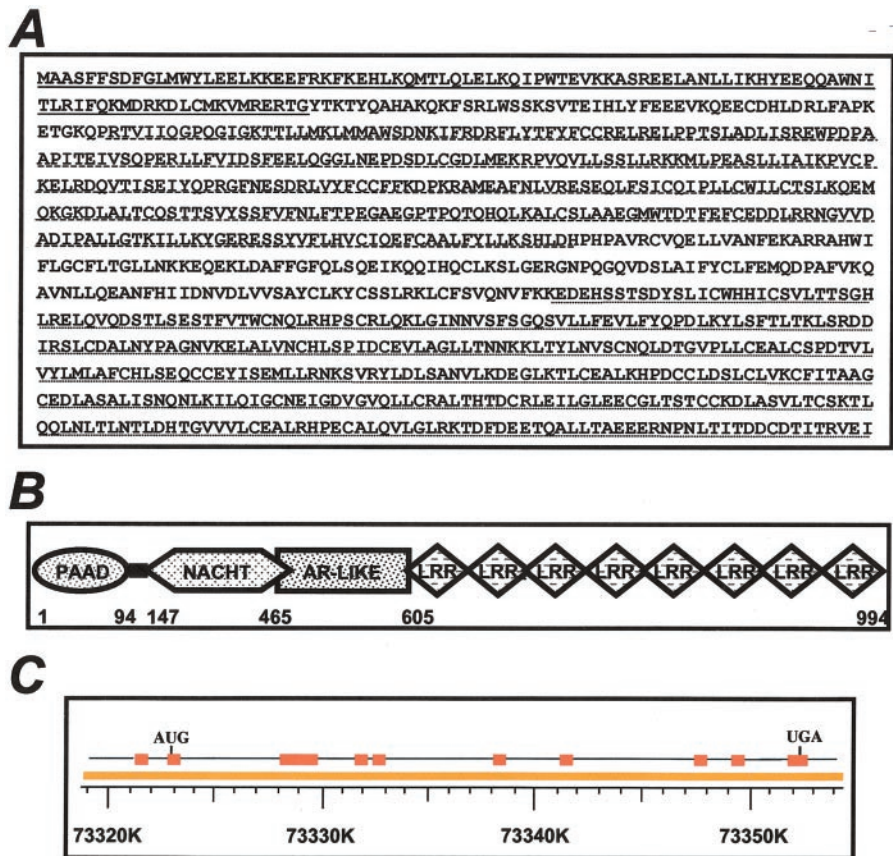 A
MAASFFSDFGLMWYLEELKKEEFRKFKEHLKQMTLQLELKQIPWTEVKKASREELANLLIKHYEEQQAWNI
TLRIFQKMDRKDLCMKVMRERTGYTKTYQAHAKQKFSRLWSSKSVTEIHLYFEEEVKQEECDHLDRLFAPK
ETGKQPRTVIIQGPQGIGKTTLLMKLMMAWSDNKIFRDRFLYTFYFCCRELRELPPTSLADLISREWPDPA
APITEIVSQPERLLFVIDSFEELQGGLNEPDSDLCGDLMEKRPVQVLLSSLLRKKMLPEASLLIAIKPVCP
KELRDQVTISEIYQPRGFNESDRLVYFCCFFKDPKRAMEAFNLVRESEQLFSICQIPLLCWILCTSLKQEM
QKGKDLALTCQSTTSVYSSFVFNLFTPEGAEGPTPQTQHQLKALCSLAAEGMWTDTFEFCEDDLRRNGVVD
ADIPALLGTKILLKYGERESSYVFLHVCIQEFCAALFYLLKSHLDHPHPAVRCVQELLVANFEKARRAHWI
FLGCFLTGLLNKKEQEKLDAFFGFQLSQEIKQQIHQCLKSLGERGNPQGQVDSLAIFYCLFEMQDPAFVKQ
AVNLLQEANFHIIDNVDLVVSAYCLKYCSSLRKLCFSVQNVFKKEDEHSSTSDYSLICWHHICSVLTTSGH
LRELQVQDSTLSESTFVTWCNQLRHPSCRLQKLGINNVSFSGQSVLLFEVLFYQPDLKYLSFTLTKLSRDD
IRSLCDALNYPAGNVKELALVNCHLSPIDCEVLAGLLTNNKKLTYLNVSCNQLDTGVPLLCEALCSPDTVL
VYLMLAFCHLSEQCCEYISEMLLRNKSVRYLDLSANVLKDEGLKTLCEALKHPDCCLDSLCLVKCFITAAG
CEDLASALISNQNLKILQIGCNEIGDVGVQLLCRALTHTDCRLEILGLEECGLTSTCCKDLASVLTCSKTL
QQLNLTLNTLDHTGVVVLCEALRHPECALQVLGLRKTDFDEETQALLTAEEERNPNLTITDDCDTITRVEI
B
PAAD NACHT AR-LIKE LRR LRR LRR LRR LRR LRR LRR LRR
1 94 147 465 605 994
C
AUG UGA
73320K 73330K 73340K 73350K